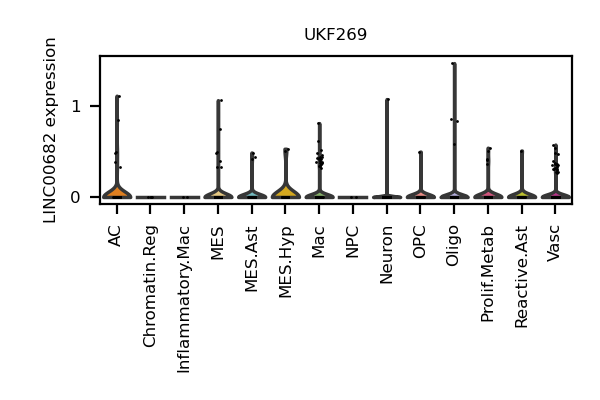 UKF269
LINC00682 expression
1
0
AC
Chromatin.Reg
Inflammatory.Mac
MES
MES.Ast
MES.Hyp
Mac
NPC
Neuron
OPC
Oligo
Prolif.Metab
Reactive.Ast
Vasc